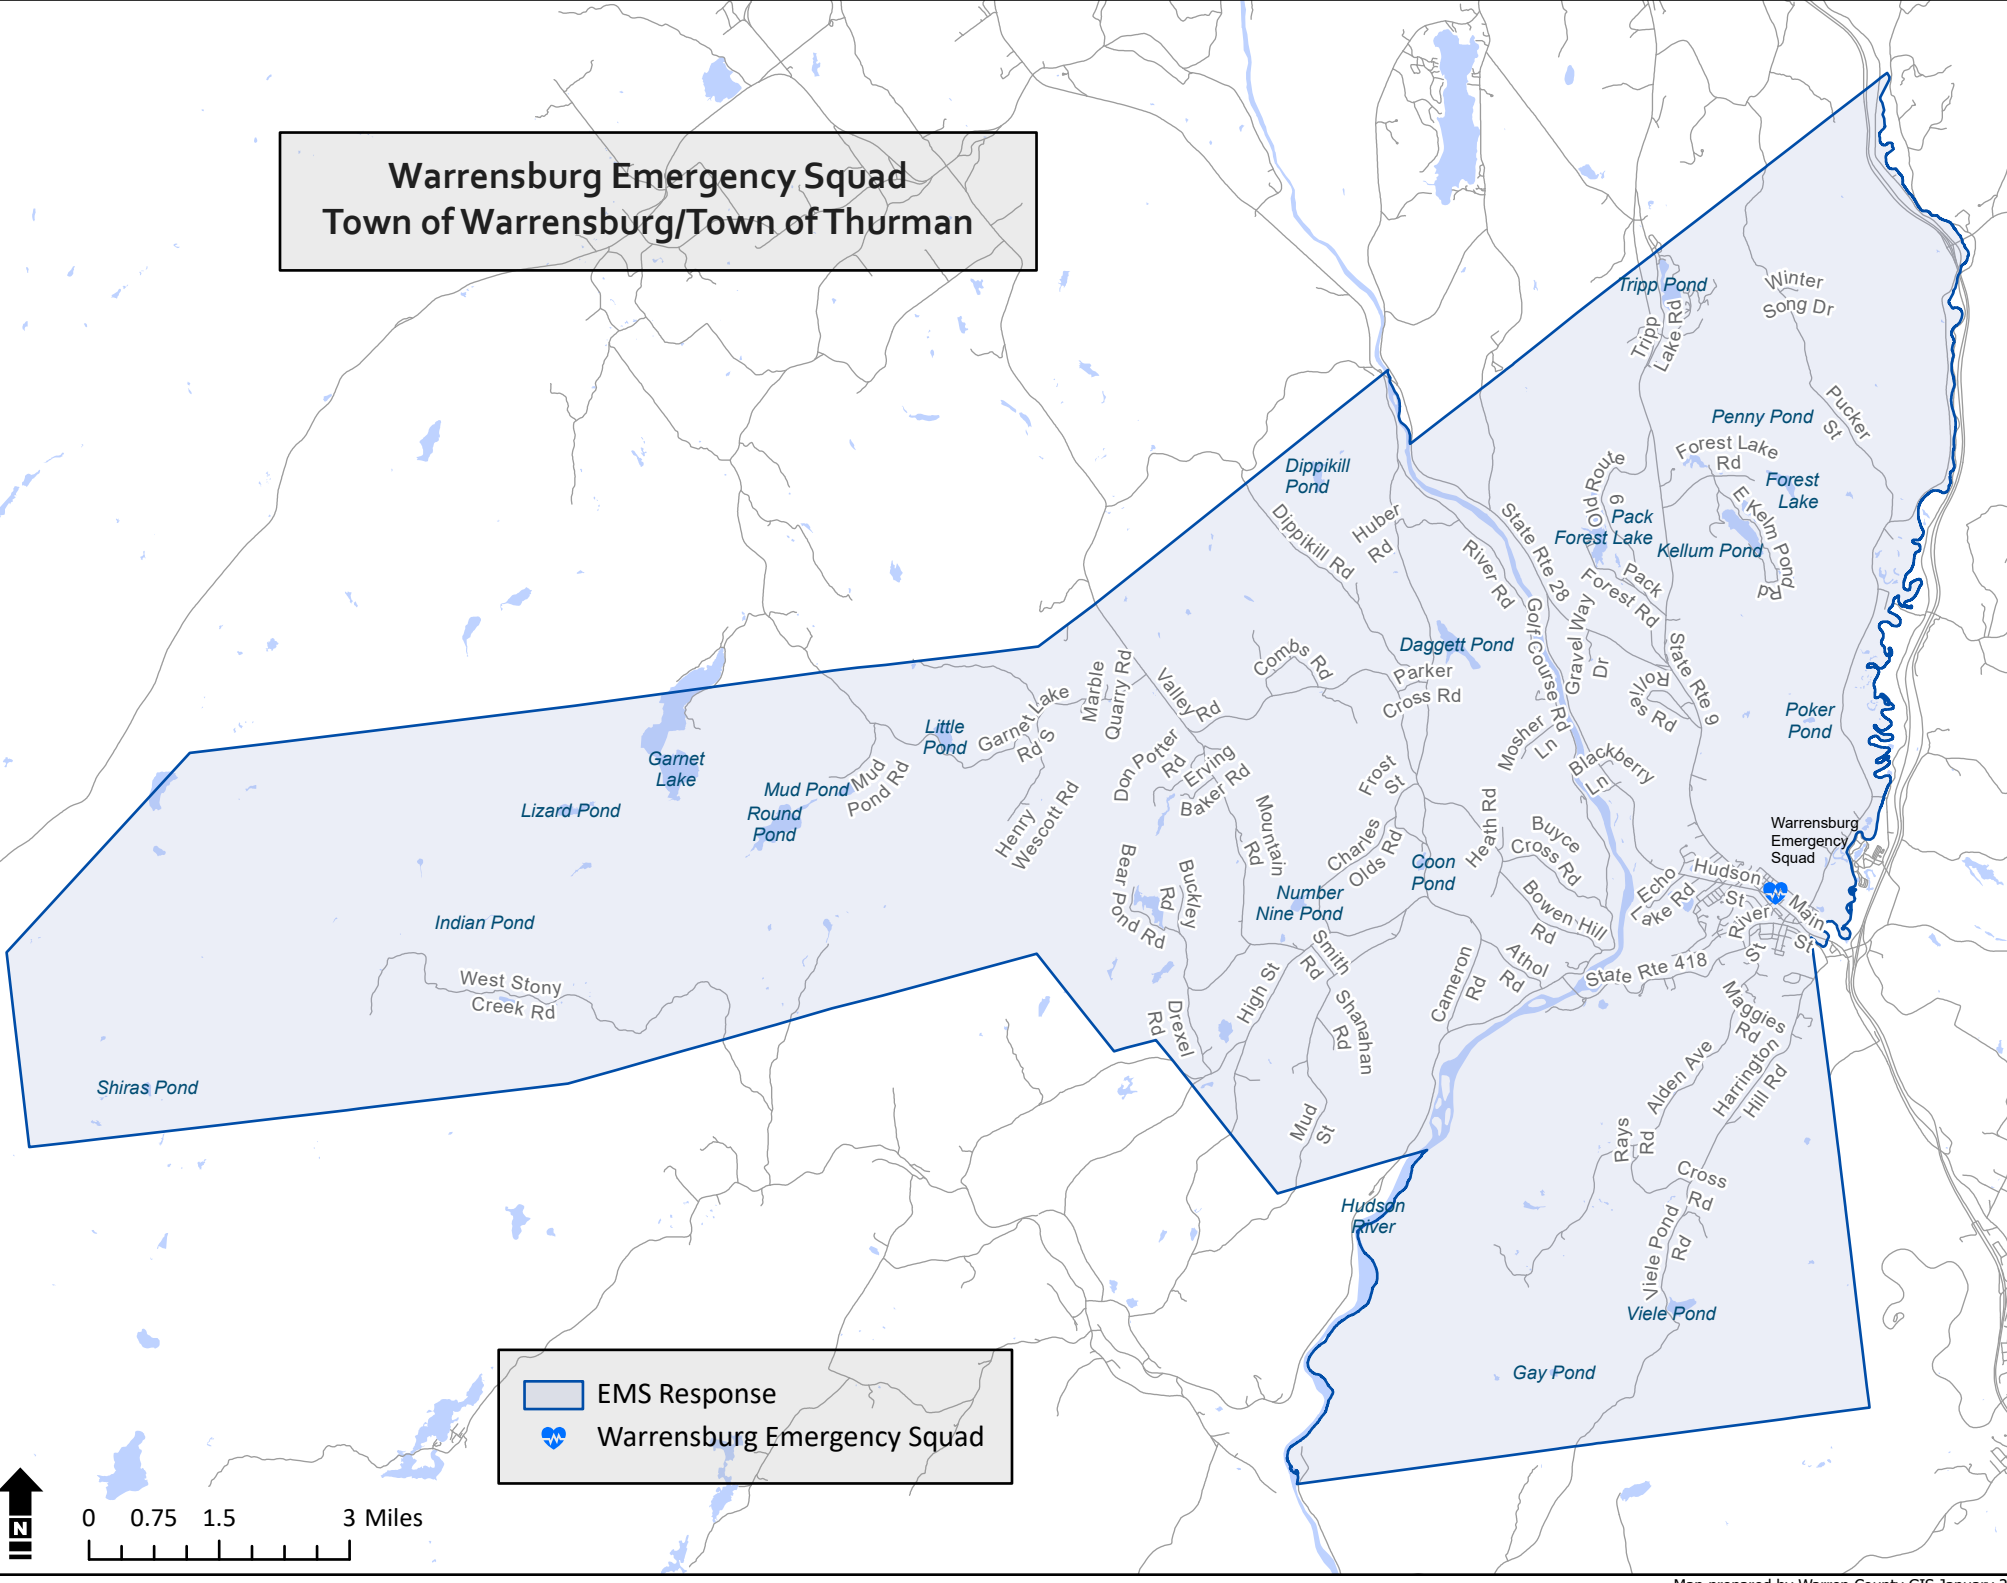 Warrensburg Emergency Squad
Town of Warrensburg/Town of Thurman
Tripp Pond
Winter
Song Dr
Tripp
Lake Rd
Pucker
St
Penny Pond
Forest Lake
Rd
Forest
Lake
Dippikill
Pond
Old Route
9
Pack
Forest Lake
E Kelm Pond
Rd
Kellum Pond
Dippikill Rd
Huber
Rd
State Rte 28
River Rd
Pack
Forest Rd
Golf Course Rd
Gravel Way
Dr
State Rte 9
Daggett Pond
Combs Rd
Parker
Cross Rd
Rollies Rd
Marble
Quarry Rd
Valley Rd
Garnet Lake
Rd S
Little
Pond
Poker
Pond
Garnet
Lake
Mosher
Ln
Blackberry
Ln
Don Potter
Rd
Erving
Baker Rd
Frost
St
Lizard Pond
Mud Pond
Mud
Pond Rd
Round
Pond
Henry
Wescott Rd
Mountain
Rd
Charles
Olds Rd
Heath Rd
Buyce
Cross Rd
Warrensburg
Emergency
Squad
Bear Pond Rd
Buckley
Rd
Coon
Pond
Number
Nine Pond
Echo
Lake Rd
Hudson
St
Main
St
River
St
Bowen Hill
Rd
Indian Pond
Smith
Rd
Athol
Rd
State Rte 418
Cameron
Rd
High St
West Stony
Creek Rd
Drexel
Rd
Shanahan
Rd
Maggies
Rd
Alden Ave
Harrington
Hill Rd
Shiras Pond
Mud
St
Rays
Rd
Cross
Rd
Hudson
River
Viele Pond
Rd
Viele Pond
Gay Pond
EMS Response
Warrensburg Emergency Squad
N
0 0.75 1.5 3 Miles